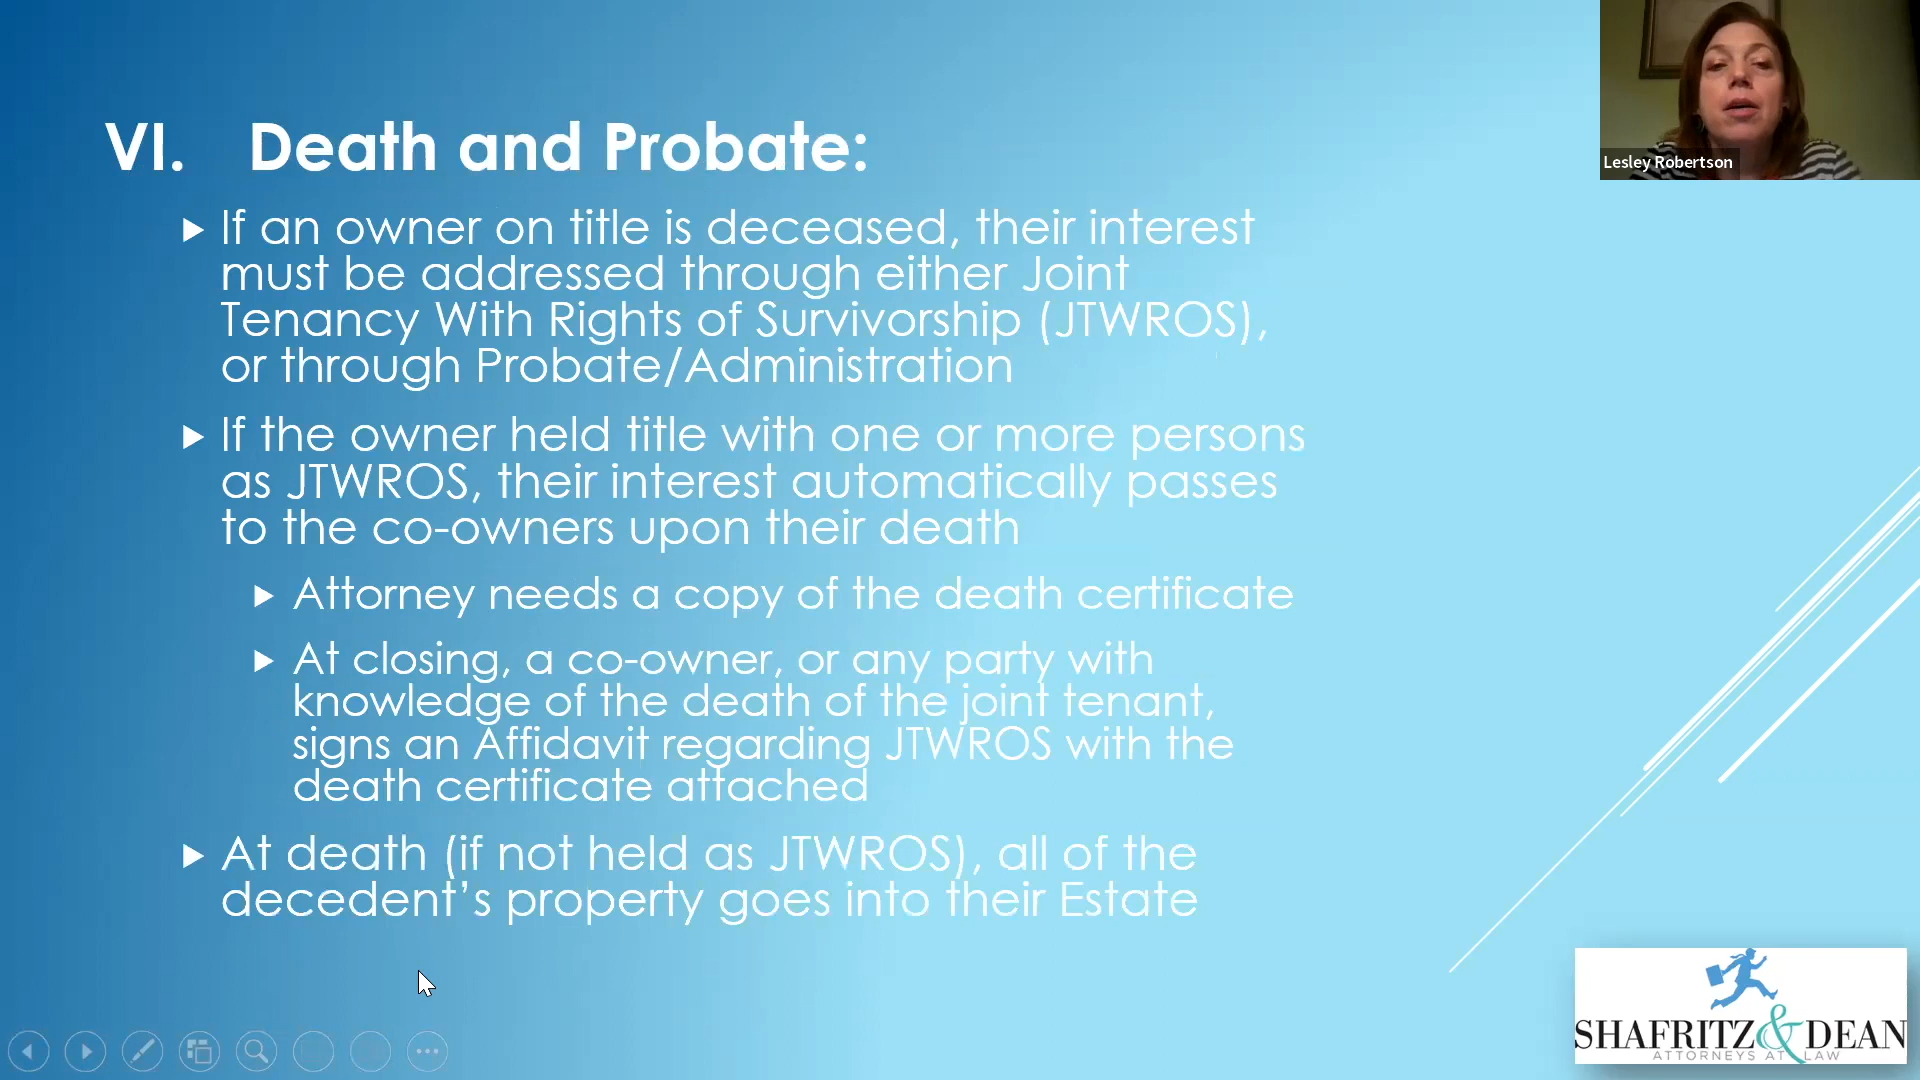 VI. Death and Probate:
If an owner on title is deceased, their interest
must be addressed through either Joint
Tenancy With Rights of Survivorship (JTWROS),
or through Probate/Administration
If the owner held title with one or more persons
as JTWROS, their interest automatically passes
to the co-owners upon their death
Attorney needs a copy of the death certificate
At closing, a co-owner, or any party with
knowledge of the death of the joint tenant,
signs an Affidavit regarding JTWROS with the
death certificate attached
At death (if not held as JTWROS), all of the
decedent’s property goes into their Estate
Lesley Robertson
SHAFRITZ & DEAN
ATTORNEYS AT LAW